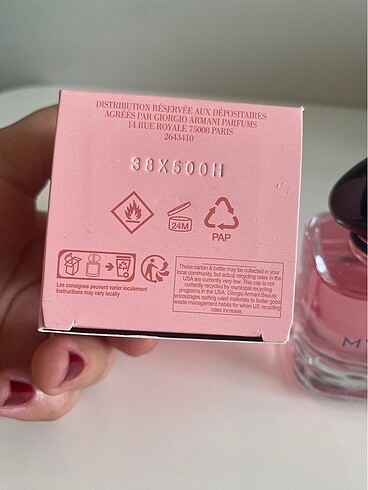 DISTRIBUTION RÉSERVÉE AUX DÉPOSITAIRES
AGRÉÉS PAR GIORGIO ARMANI PARFUMS
14 RUE ROYALE 75008 PARIS
2643410
38X500H
24M
PAP
Les consignes peuvent varier localement
Instructions may vary locally
These carton & bottle may be collected in your
local community, but actual recycling rates in the
USA are currently very low. This cap is not
currently recycled by municipal recycling
programs in the USA. Giorgio Armani Beauty
encourages sorting used materials to foster good
waste management habits for when US recycling
rates increase.
M